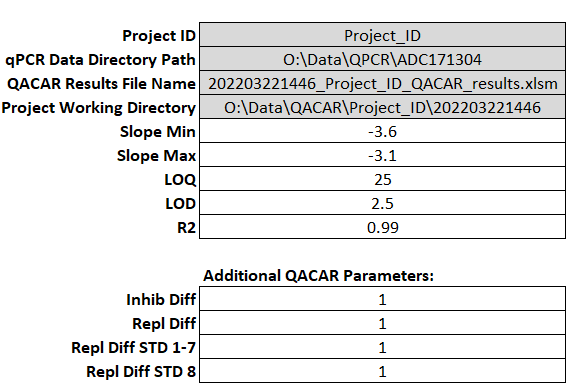 Project ID Project_ID
qPCR Data Directory Path O:\Data\QPCR\ADC171304
QACAR Results File Name 202203221446_Project_ID_QACAR_results.xlsm
Project Working Directory O:\Data\QACAR\Project_ID\202203221446
Slope Min -3.6
Slope Max -3.1
LOQ 25
LOD 2.5
R2 0.99
Additional QACAR Parameters:
Inhib Diff 1
Repl Diff 1
Repl Diff STD 1-7 1
Repl Diff STD 8 1